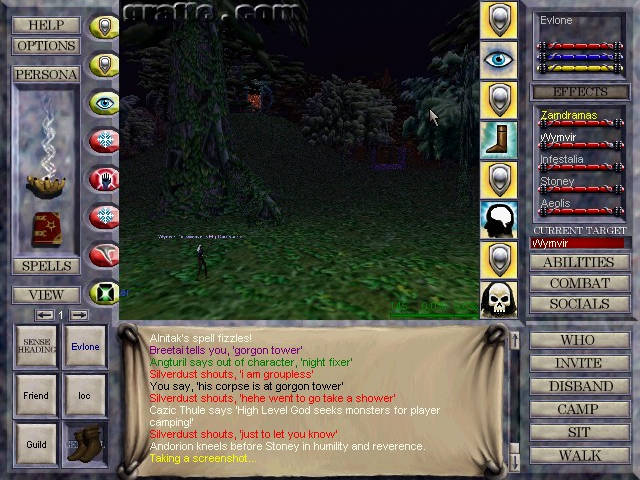 grafic.com
HELP
OPTIONS
PERSONA
SPELLS
VIEW
1
SENSE
HEADING
Evlone
Friend
loc
Guild
Evlone
EFFECTS
Zamdramas
Wymvir
Infestalia
Stoney
Aeolis
CURRENT TARGET
Wymvir
ABILITIES
COMBAT
SOCIALS
WHO
INVITE
DISBAND
CAMP
SIT
WALK
Alnitak's spell fizzles!
Breetai tells you, 'gorgon tower'
Angturil says out of character, 'night fixer'
Silverdust shouts, 'i am groupless'
You say, 'his corpse is at gorgon tower'
Silverdust shouts, 'hehe went to go take a shower'
Cazic Thule says 'High Level God seeks monsters for player
camping!'
Silverdust shouts, 'just to let you know'
Andorion kneels before Stoney in humility and reverence.
Taking a screenshot...